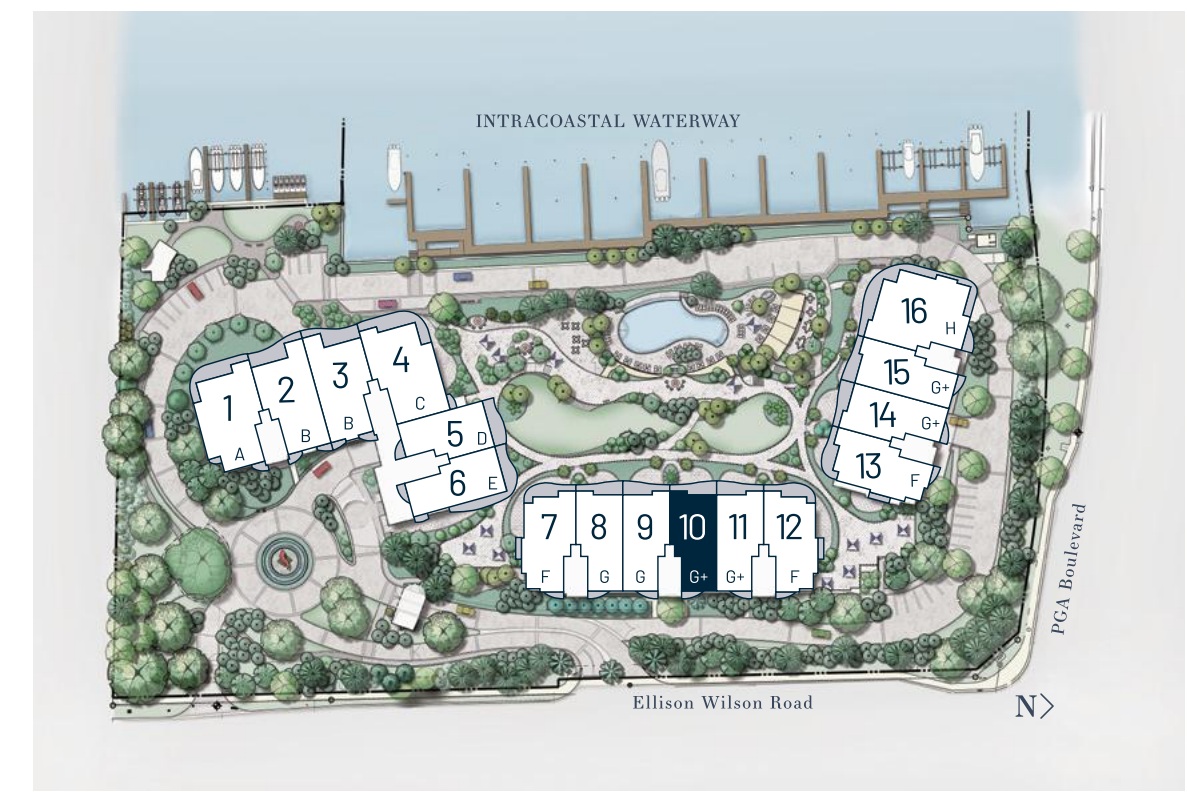 INTRACOASTAL WATERWAY
1
A
2
B
3
B
4
C
5
D
6
E
7
F
8
G
9
G
10
G+
11
G+
12
F
13
F
14
G+
15
G+
16
H
PGA Boulevard
Ellison Wilson Road
N